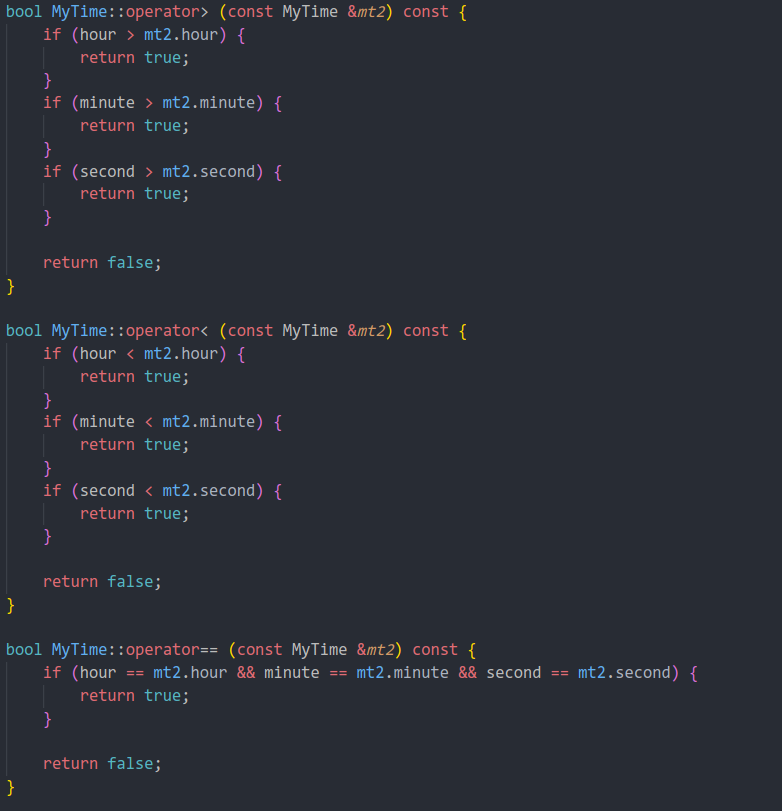 bool MyTime::operator> (const MyTime &mt2) const {
    if (hour > mt2.hour) {
        return true;
    }
    if (minute > mt2.minute) {
        return true;
    }
    if (second > mt2.second) {
        return true;
    }

    return false;
}

bool MyTime::operator< (const MyTime &mt2) const {
    if (hour < mt2.hour) {
        return true;
    }
    if (minute < mt2.minute) {
        return true;
    }
    if (second < mt2.second) {
        return true;
    }

    return false;
}

bool MyTime::operator== (const MyTime &mt2) const {
    if (hour == mt2.hour && minute == mt2.minute && second == mt2.second) {
        return true;
    }

    return false;
}